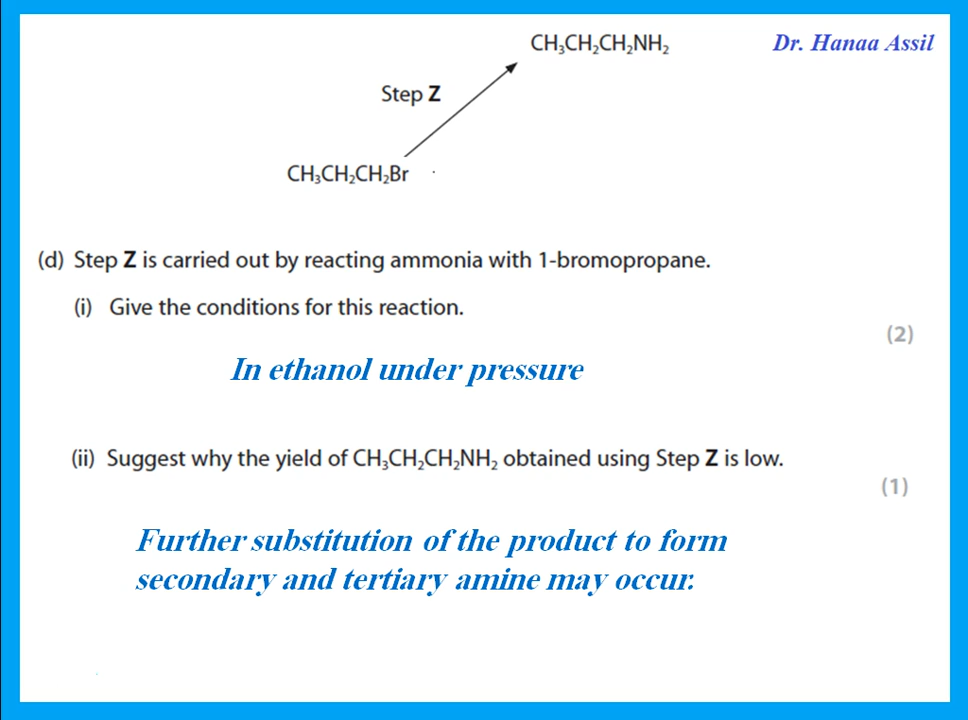 CH₃CH₂CH₂NH₂
Dr. Hanaa Assil
Step Z
CH₃CH₂CH₂Br
(d) Step Z is carried out by reacting ammonia with 1-bromopropane.
(i) Give the conditions for this reaction.
(2)
In ethanol under pressure
(ii) Suggest why the yield of CH₃CH₂CH₂NH₂ obtained using Step Z is low.
(1)
Further substitution of the product to form
secondary and tertiary amine may occur.